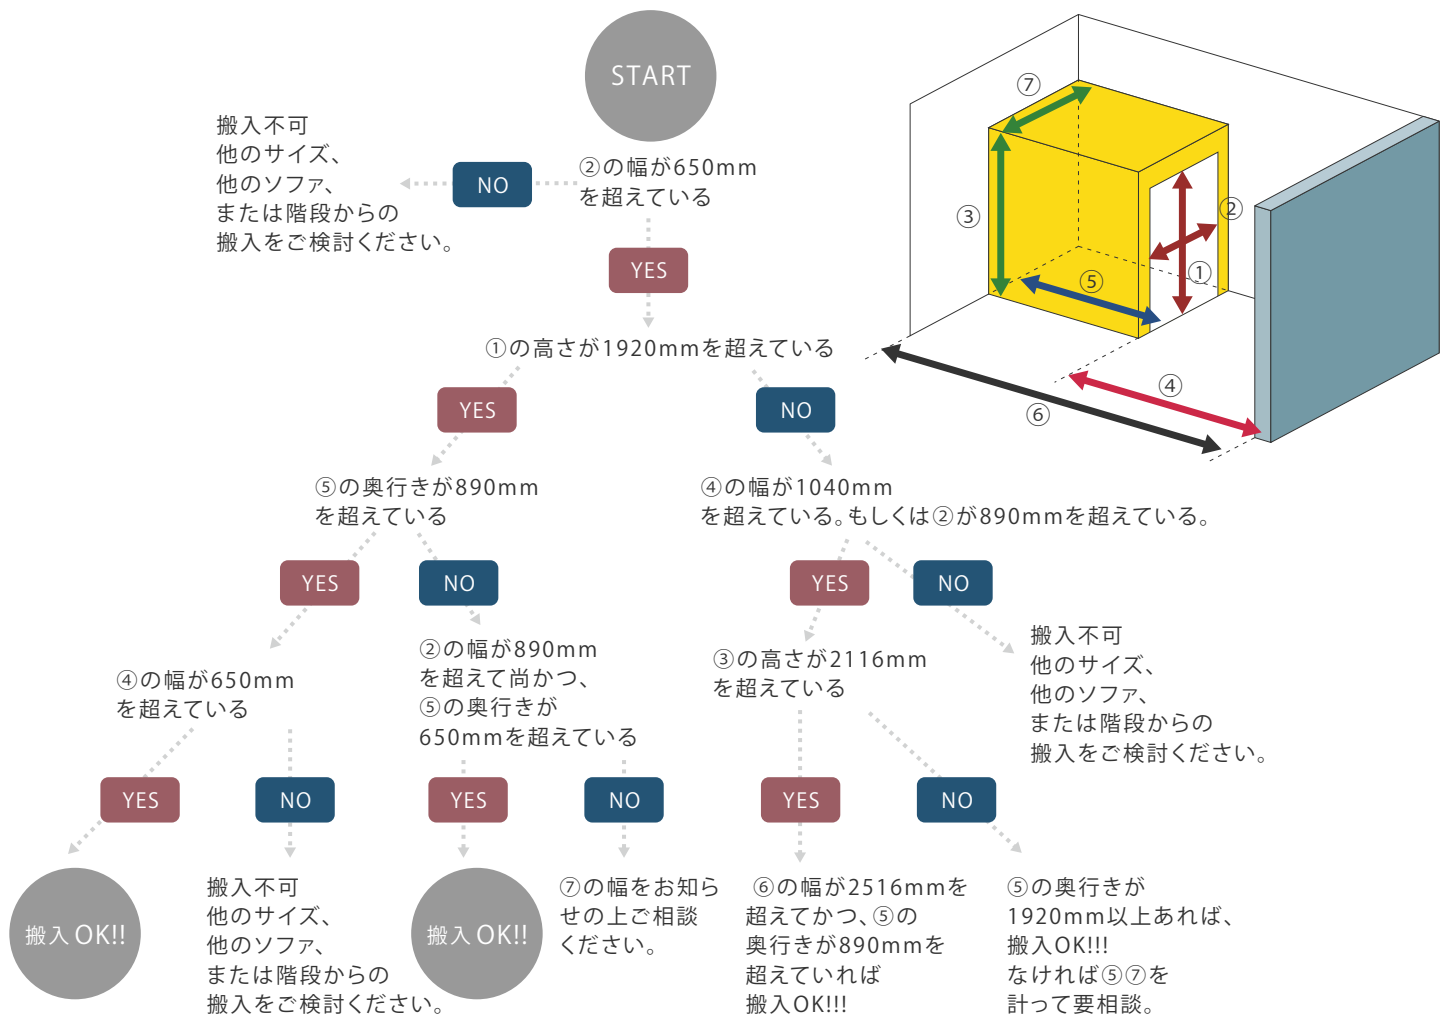 START
②の幅が650mm
を超えている
NO
搬入不可
他のサイズ、
他のソファ、
または階段からの
搬入をご検討ください。
YES
①の高さが1920mmを超えている
YES
NO
⑤の奥行きが890mm
を超えている
④の幅が1040mm
を超えている。もしくは②が890mmを超えている。
YES
NO
YES
NO
④の幅が650mm
を超えている
②の幅が890mm
を超えて尚かつ、
⑤の奥行きが
650mmを超えている
③の高さが2116mm
を超えている
搬入不可
他のサイズ、
他のソファ、
または階段からの
搬入をご検討ください。
YES
NO
YES
NO
YES
NO
搬入OK!!
搬入不可
他のサイズ、
他のソファ、
または階段からの
搬入をご検討ください。
搬入OK!!
⑦の幅をお知ら
せの上ご相談
ください。
⑥の幅が2516mmを
超えてかつ、⑤の
奥行きが890mmを
超えていれば
搬入OK!!!
⑤の奥行きが
1920mm以上あれば、
搬入OK!!!
なければ⑤⑦を
計って要相談。
⑦
③
②
①
⑤
④
⑥